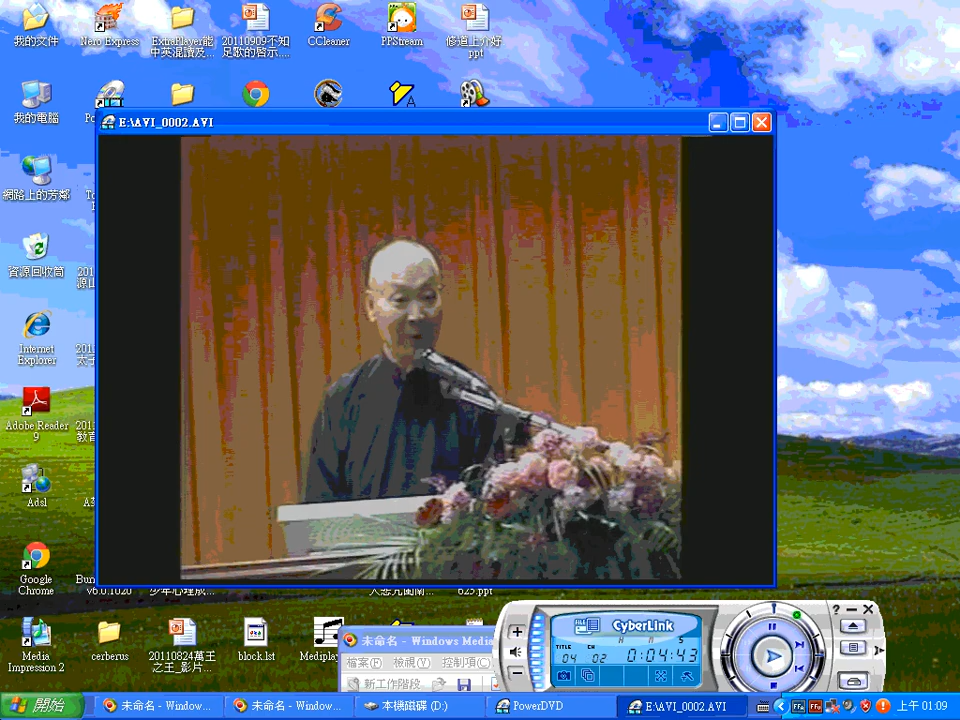 我的文件
Nero Express
ExtraPlayer能
中英混讀及...
20110909不知
足歌的啓示....
CCleaner
PPStream
修道上介好
ppt
我的電腦
網路上的芳鄰
資源回收筒
Internet
Explorer
Adobe Reader
9
Adsl
Google
Chrome
v6.0.1020
623.ppt
Media
Impression 2
cerberus
20110824萬王
之王_影片...
block.lst
E:\AVI_0002.AVI
未命名 - Windows Media
檔案(F) 檢視(V) 控制項(C)
新工作階段
CyberLink
FILE
TITLE CH H M S
04 02 0:04:43
開始
未命名 - Window...
未命名 - Window...
本機磁碟 (D:)
PowerDVD
E:\AVI_0002.AVI
上午 01:09